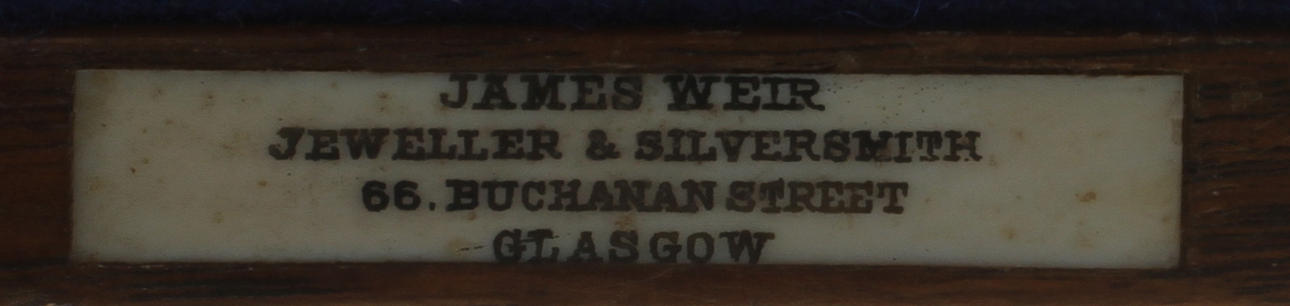 JAMES WEIR
JEWELLER & SILVERSMITH
66. BUCHANAN STREET
GLASGOW